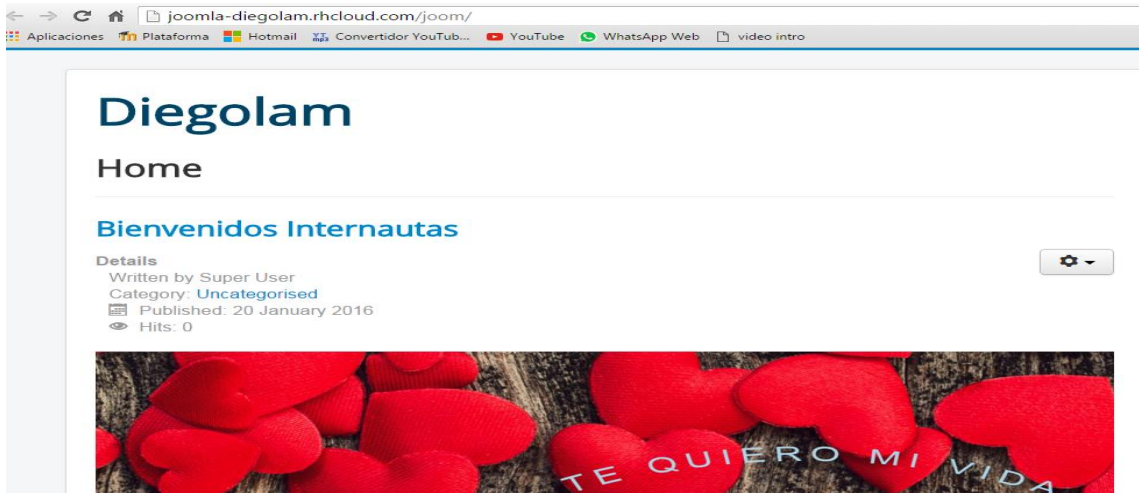 joomla-diegolam.rhcloud.com/joom/
Aplicaciones Plataforma Hotmail Convertidor YouTub... YouTube WhatsApp Web video intro
Diegolam
Home
Bienvenidos Internautas
Details
Written by Super User
Category: Uncategorised
Published: 20 January 2016
Hits: 0
TE QUIERO MI VIDA